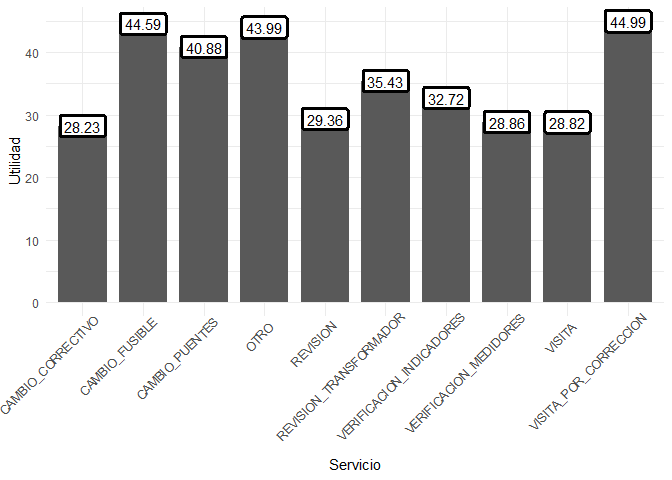 44.59
43.99
44.99
40.88
35.43
32.72
28.23
29.36
28.86
28.82
40
30
20
10
0
Utilidad
CAMBIO_CORRECTIVO
CAMBIO_FUSIBLE
CAMBIO_PUENTES
OTRO
REVISION
REVISION_TRANSFORMADOR
VERIFICACION_INDICADORES
VERIFICACION_MEDIDORES
VISITA
VISITA_POR_CORRECCION
Servicio